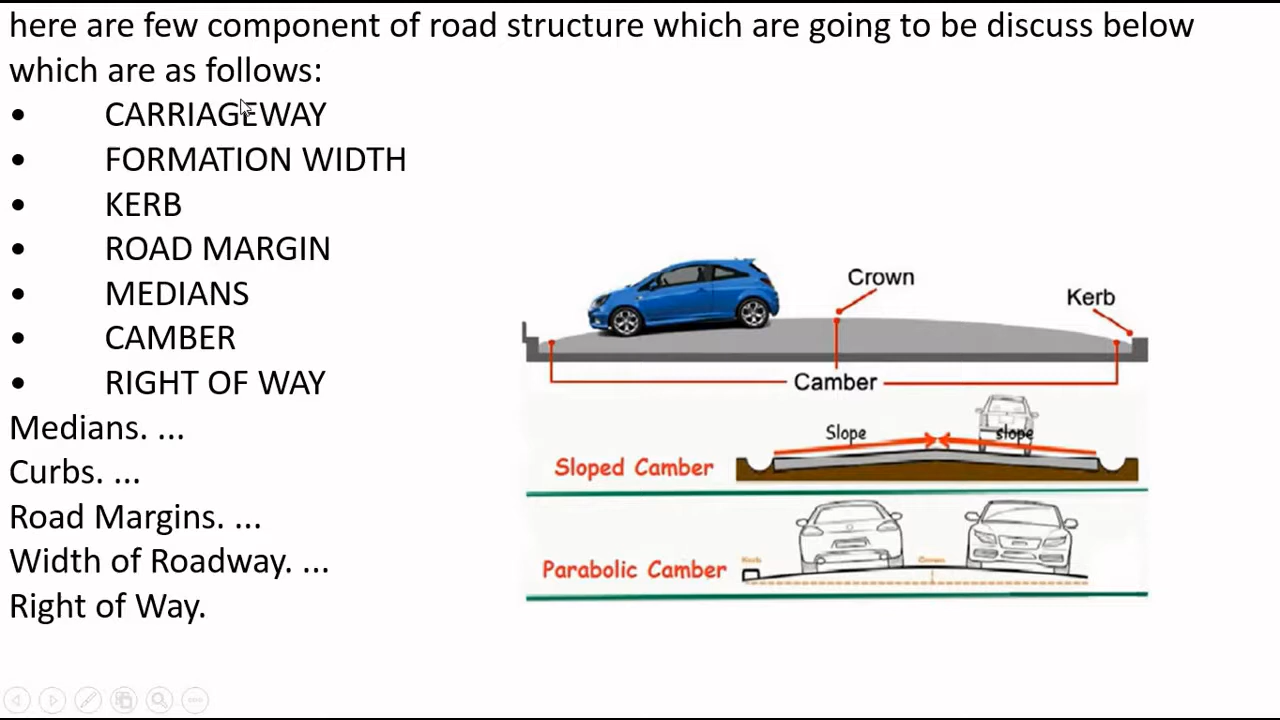 here are few component of road structure which are going to be discuss below
which are as follows:
• CARRIAGEWAY
• FORMATION WIDTH
• KERB
• ROAD MARGIN
• MEDIANS
• CAMBER
• RIGHT OF WAY
Medians. ...
Curbs. ...
Road Margins. ...
Width of Roadway. ...
Right of Way.
Crown
Kerb
Camber
Slope
slope
Sloped Camber
Kerb
Crown
Parabolic Camber